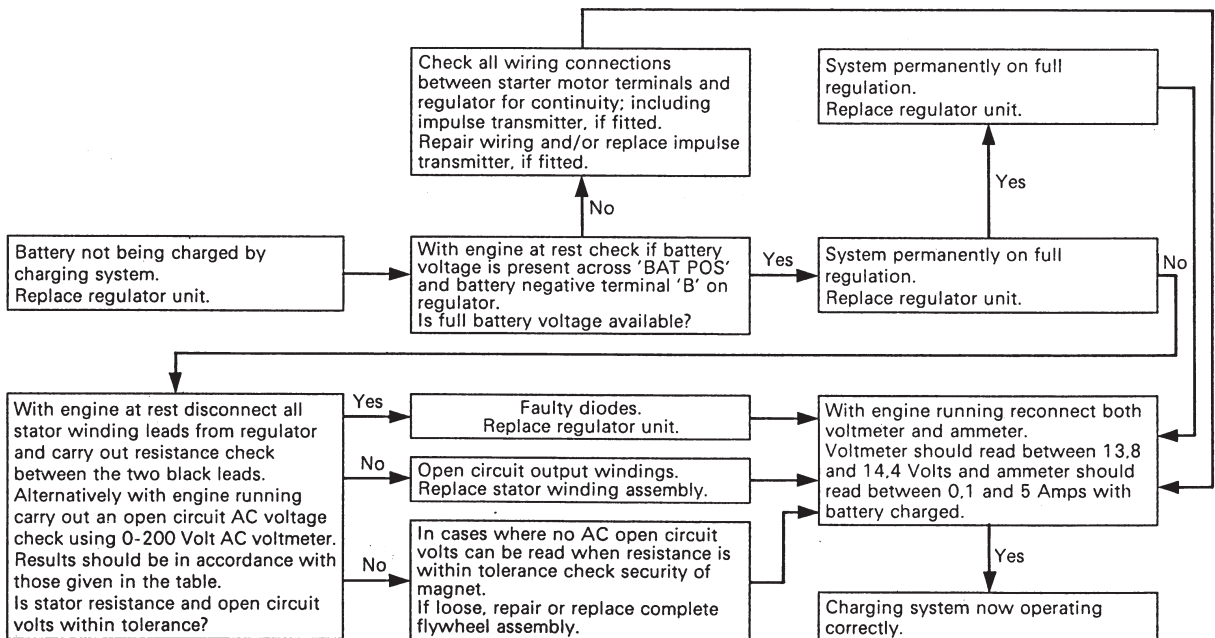 Check all wiring connections
between starter motor terminals and
regulator for continuity; including
impulse transmitter, if fitted.
Repair wiring and/or replace impulse
transmitter, if fitted.
System permanently on full
regulation.
Replace regulator unit.
No
Yes
Battery not being charged by
charging system.
Replace regulator unit.
With engine at rest check if battery
voltage is present across 'BAT POS'
and battery negative terminal 'B' on
regulator.
Is full battery voltage available?
Yes
System permanently on full
regulation.
Replace regulator unit.
No
With engine at rest disconnect all
stator winding leads from regulator
and carry out resistance check
between the two black leads.
Alternatively with engine running
carry out an open circuit AC voltage
check using 0-200 Volt AC voltmeter.
Results should be in accordance with
those given in the table.
Is stator resistance and open circuit
volts within tolerance?
Yes
Faulty diodes.
Replace regulator unit.
No
Open circuit output windings.
Replace stator winding assembly.
No
In cases where no AC open circuit
volts can be read when resistance is
within tolerance check security of
magnet.
If loose, repair or replace complete
flywheel assembly.
With engine running reconnect both
voltmeter and ammeter.
Voltmeter should read between 13,8
and 14,4 Volts and ammeter should
read between 0,1 and 5 Amps with
battery charged.
Yes
Charging system now operating
correctly.